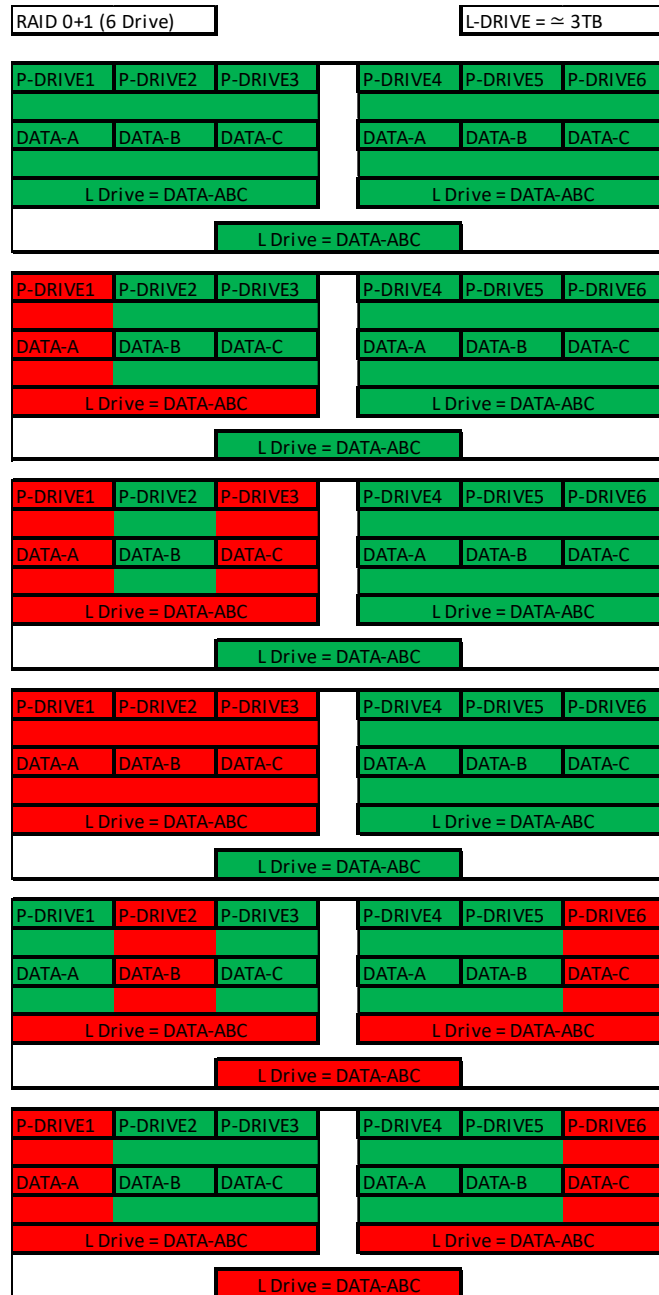 RAID 0+1 (6 Drive) L-DRIVE = ≃ 3TB
P-DRIVE1 P-DRIVE2 P-DRIVE3 P-DRIVE4 P-DRIVE5 P-DRIVE6
DATA-A DATA-B DATA-C DATA-A DATA-B DATA-C
L Drive = DATA-ABC L Drive = DATA-ABC
L Drive = DATA-ABC
P-DRIVE1 P-DRIVE2 P-DRIVE3 P-DRIVE4 P-DRIVE5 P-DRIVE6
DATA-A DATA-B DATA-C DATA-A DATA-B DATA-C
L Drive = DATA-ABC L Drive = DATA-ABC
L Drive = DATA-ABC
P-DRIVE1 P-DRIVE2 P-DRIVE3 P-DRIVE4 P-DRIVE5 P-DRIVE6
DATA-A DATA-B DATA-C DATA-A DATA-B DATA-C
L Drive = DATA-ABC L Drive = DATA-ABC
L Drive = DATA-ABC
P-DRIVE1 P-DRIVE2 P-DRIVE3 P-DRIVE4 P-DRIVE5 P-DRIVE6
DATA-A DATA-B DATA-C DATA-A DATA-B DATA-C
L Drive = DATA-ABC L Drive = DATA-ABC
L Drive = DATA-ABC
P-DRIVE1 P-DRIVE2 P-DRIVE3 P-DRIVE4 P-DRIVE5 P-DRIVE6
DATA-A DATA-B DATA-C DATA-A DATA-B DATA-C
L Drive = DATA-ABC L Drive = DATA-ABC
L Drive = DATA-ABC
P-DRIVE1 P-DRIVE2 P-DRIVE3 P-DRIVE4 P-DRIVE5 P-DRIVE6
DATA-A DATA-B DATA-C DATA-A DATA-B DATA-C
L Drive = DATA-ABC L Drive = DATA-ABC
L Drive = DATA-ABC